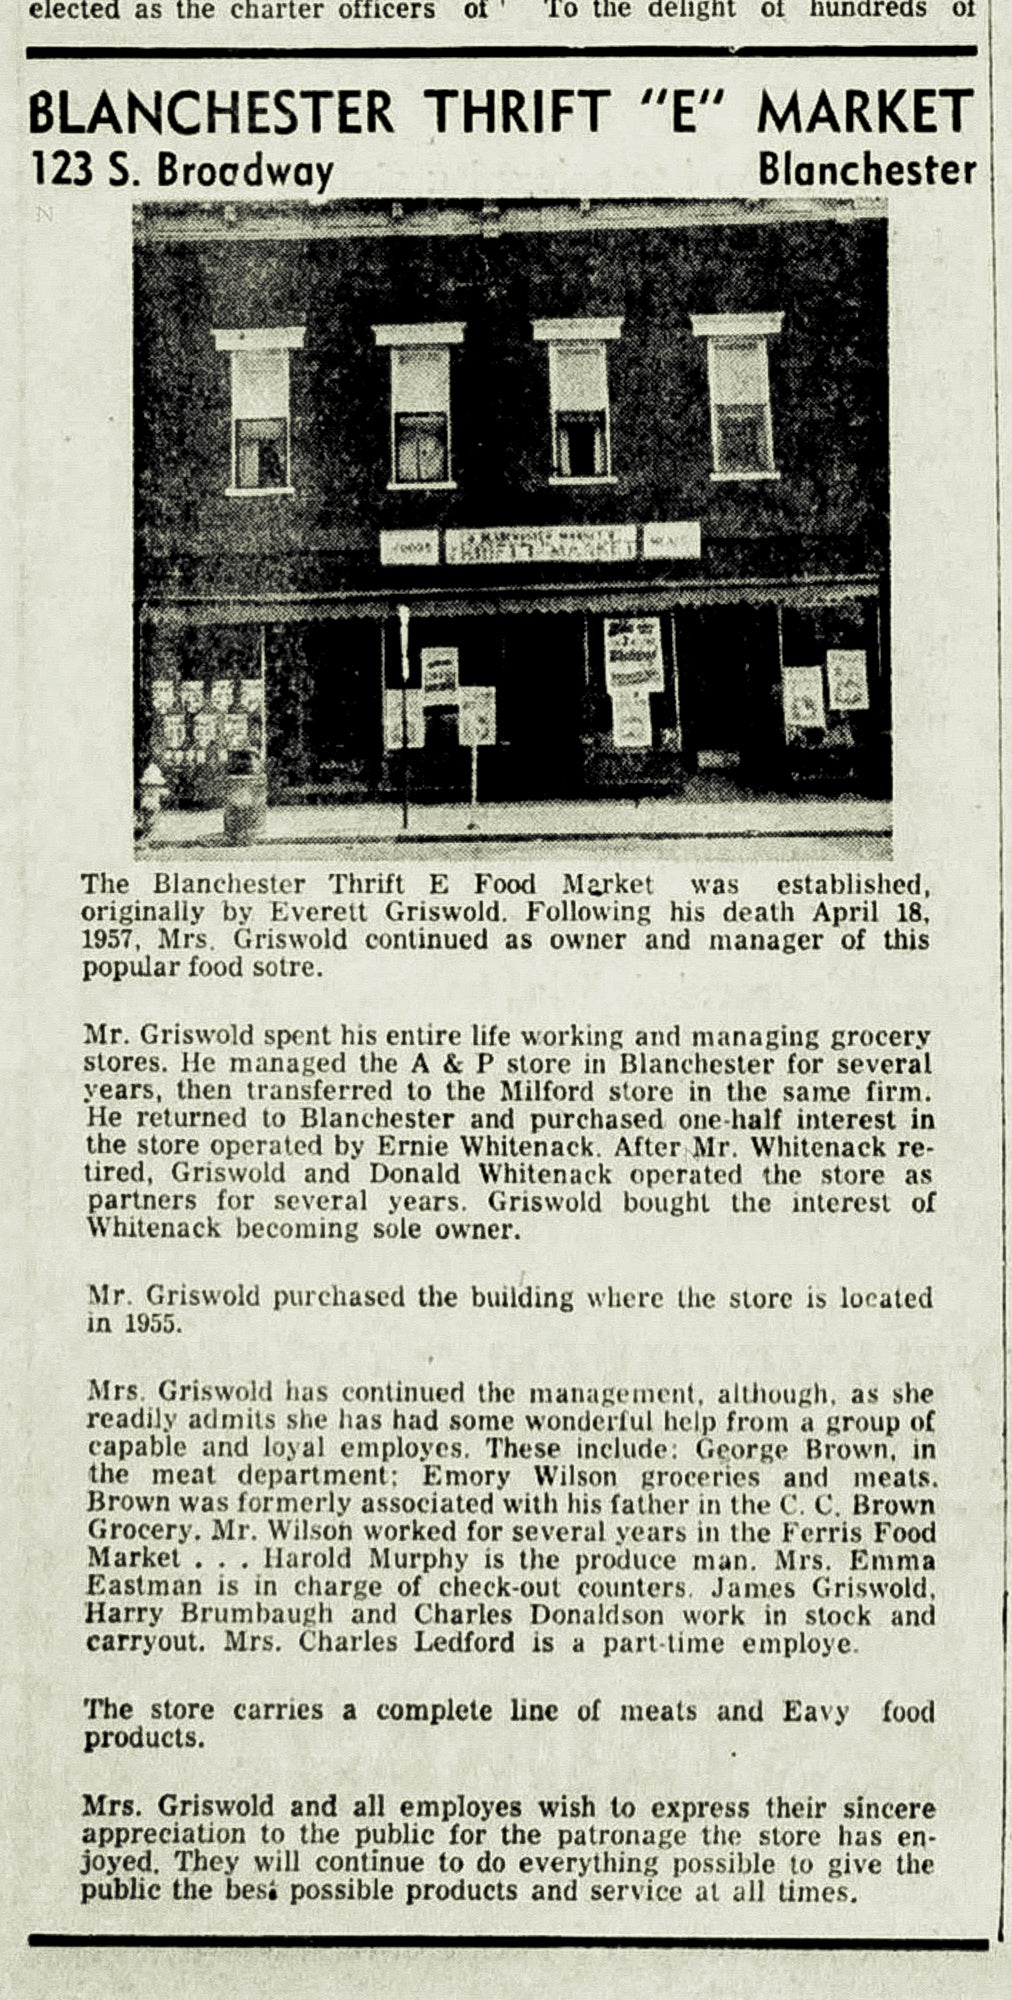 elected as the charter officers of
To the delight of hundreds of
BLANCHESTER THRIFT "E" MARKET
123 S. Broadway Blanchester
N
FOODS THRIFT-E-MARKET
The Blanchester Thrift E Food Market was established,
originally by Everett Griswold. Following his death April 18,
1957, Mrs. Griswold continued as owner and manager of this
popular food sotre.
Mr. Griswold spent his entire life working and managing grocery
stores. He managed the A & P store in Blanchester for several
years, then transferred to the Milford store in the same firm.
He returned to Blanchester and purchased one-half interest in
the store operated by Ernie Whitenack. After Mr. Whitenack re-
tired, Griswold and Donald Whitenack operated the store as
partners for several years. Griswold bought the interest of
Whitenack becoming sole owner.
Mr. Griswold purchased the building where the store is located
in 1955.
Mrs. Griswold has continued the management, although, as she
readily admits she has had some wonderful help from a group of
capable and loyal employes. These include: George Brown, in
the meat department; Emory Wilson groceries and meats.
Brown was formerly associated with his father in the C. C. Brown
Grocery. Mr. Wilson worked for several years in the Ferris Food
Market . . . Harold Murphy is the produce man. Mrs. Emma
Eastman is in charge of check-out counters. James Griswold,
Harry Brumbaugh and Charles Donaldson work in stock and
carryout. Mrs. Charles Ledford is a part-time employe.
The store carries a complete line of meats and Eavy food
products.
Mrs. Griswold and all employes wish to express their sincere
appreciation to the public for the patronage the store has en-
joyed. They will continue to do everything possible to give the
public the best possible products and service at all times.